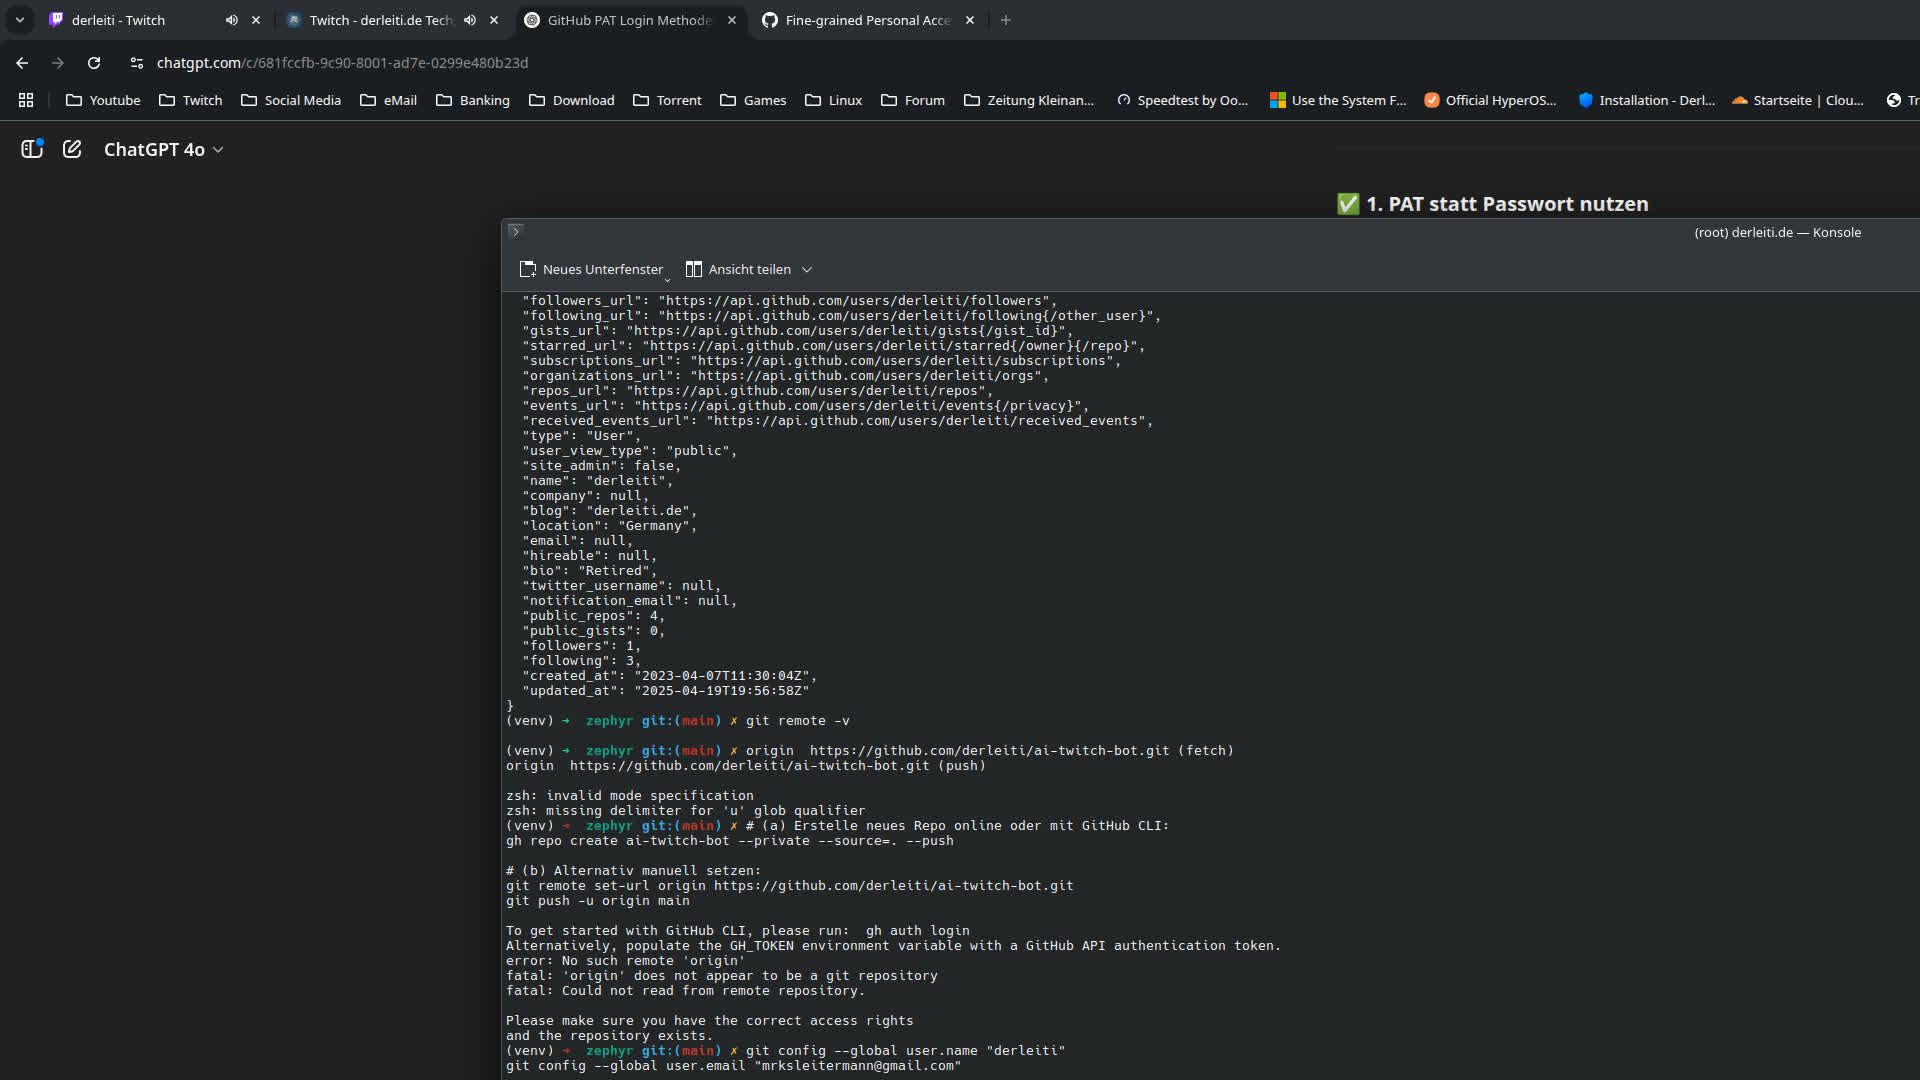 derleiti - Twitch
Twitch - derleiti.de Tech
GitHub PAT Login Methode
Fine-grained Personal Acce
chatgpt.com/c/681fccfb-9c90-8001-ad7e-0299e480b23d
Youtube Twitch Social Media eMail Banking Download Torrent Games Linux Forum Zeitung Kleinan... Speedtest by Oo... Use the System F... Official HyperOS... Installation - Derl... Startseite | Clou... Tr
ChatGPT 4o
✅ 1. PAT statt Passwort nutzen
(root) derleiti.de — Konsole
Neues Unterfenster Ansicht teilen
"followers_url": "https://api.github.com/users/derleiti/followers",
"following_url": "https://api.github.com/users/derleiti/following{/other_user}",
"gists_url": "https://api.github.com/users/derleiti/gists{/gist_id}",
"starred_url": "https://api.github.com/users/derleiti/starred{/owner}{/repo}",
"subscriptions_url": "https://api.github.com/users/derleiti/subscriptions",
"organizations_url": "https://api.github.com/users/derleiti/orgs",
"repos_url": "https://api.github.com/users/derleiti/repos",
"events_url": "https://api.github.com/users/derleiti/events{/privacy}",
"received_events_url": "https://api.github.com/users/derleiti/received_events",
"type": "User",
"user_view_type": "public",
"site_admin": false,
"name": "derleiti",
"company": null,
"blog": "derleiti.de",
"location": "Germany",
"email": null,
"hireable": null,
"bio": "Retired",
"twitter_username": null,
"notification_email": null,
"public_repos": 4,
"public_gists": 0,
"followers": 1,
"following": 3,
"created_at": "2023-04-07T11:30:04Z",
"updated_at": "2025-04-19T19:56:58Z"
}
(venv) ➜  zephyr git:(main) ✗ git remote -v
(venv) ➜  zephyr git:(main) ✗ origin  https://github.com/derleiti/ai-twitch-bot.git (fetch)
origin  https://github.com/derleiti/ai-twitch-bot.git (push)
zsh: invalid mode specification
zsh: missing delimiter for 'u' glob qualifier
(venv) ➜  zephyr git:(main) ✗ # (a) Erstelle neues Repo online oder mit GitHub CLI:
gh repo create ai-twitch-bot --private --source=. --push
# (b) Alternativ manuell setzen:
git remote set-url origin https://github.com/derleiti/ai-twitch-bot.git
git push -u origin main
To get started with GitHub CLI, please run:  gh auth login
Alternatively, populate the GH_TOKEN environment variable with a GitHub API authentication token.
error: No such remote 'origin'
fatal: 'origin' does not appear to be a git repository
fatal: Could not read from remote repository.
Please make sure you have the correct access rights
and the repository exists.
(venv) ➜  zephyr git:(main) ✗ git config --global user.name "derleiti"
git config --global user.email "mrksleitermann@gmail.com"